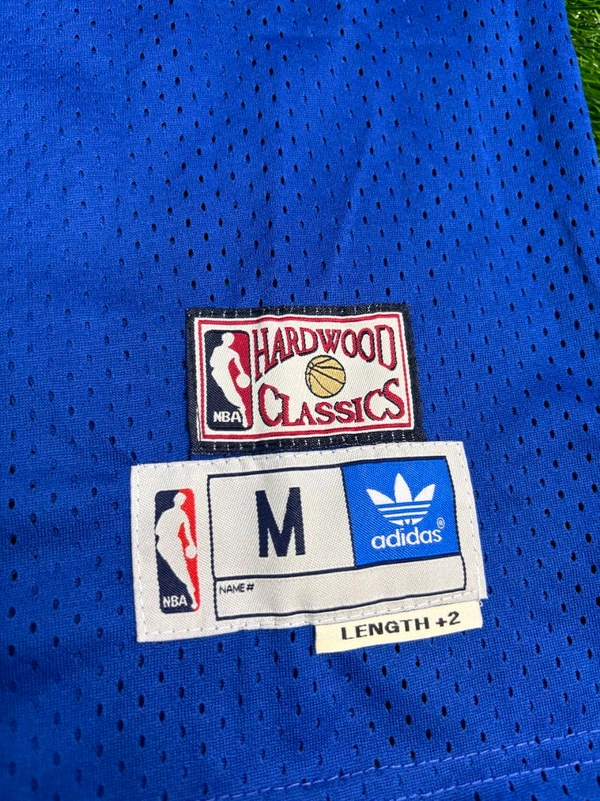 HARDWOOD
NBA
CLASSICS
M
adidas®
NBA
NAME#
LENGTH +2